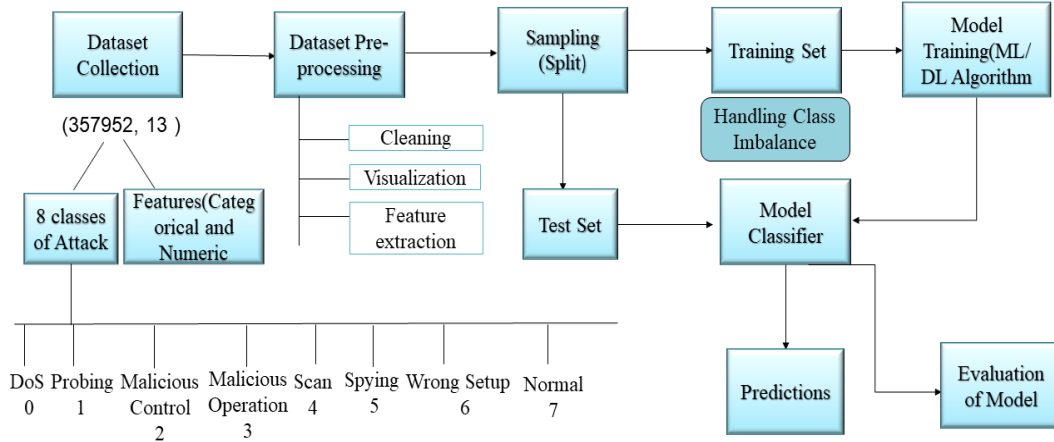 Dataset
Collection
Dataset Pre-
processing
Sampling
(Split)
Training Set
Model
Training(ML/
DL Algorithm
(357952, 13 )
Handling Class
Imbalance
Cleaning
Visualization
Feature
extraction
8 classes
of Attack
Features(Categ
orical and
Numeric
Test Set
Model
Classifier
DoS
0
Probing
1
Malicious
Control
2
Malicious
Operation
3
Scan
4
Spying
5
Wrong Setup
6
Normal
7
Predictions
Evaluation
of Model